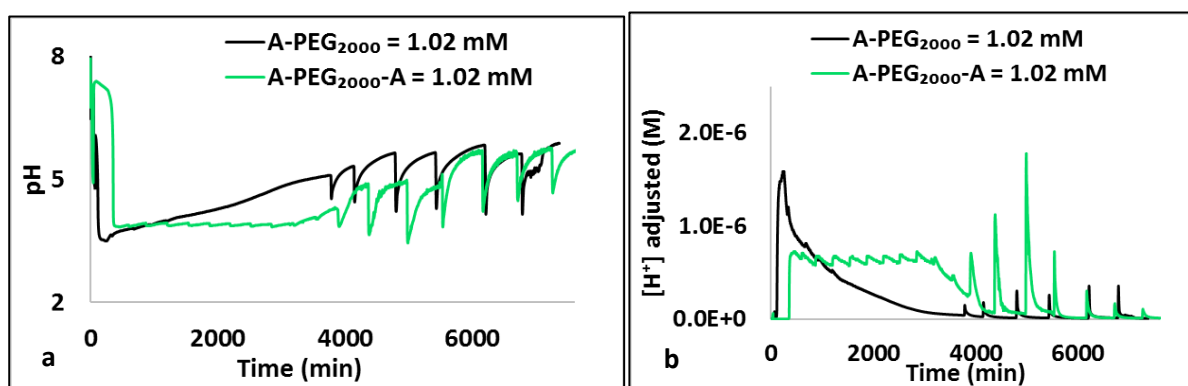 A-PEG₂₀₀₀ = 1.02 mM
A-PEG₂₀₀₀-A = 1.02 mM
8
5
2
pH
0
2000
4000
6000
Time (min)
a
A-PEG₂₀₀₀ = 1.02 mM
A-PEG₂₀₀₀-A = 1.02 mM
2.0E-6
1.0E-6
0.0E+0
[H⁺] adjusted (M)
0
2000
4000
6000
Time (min)
b